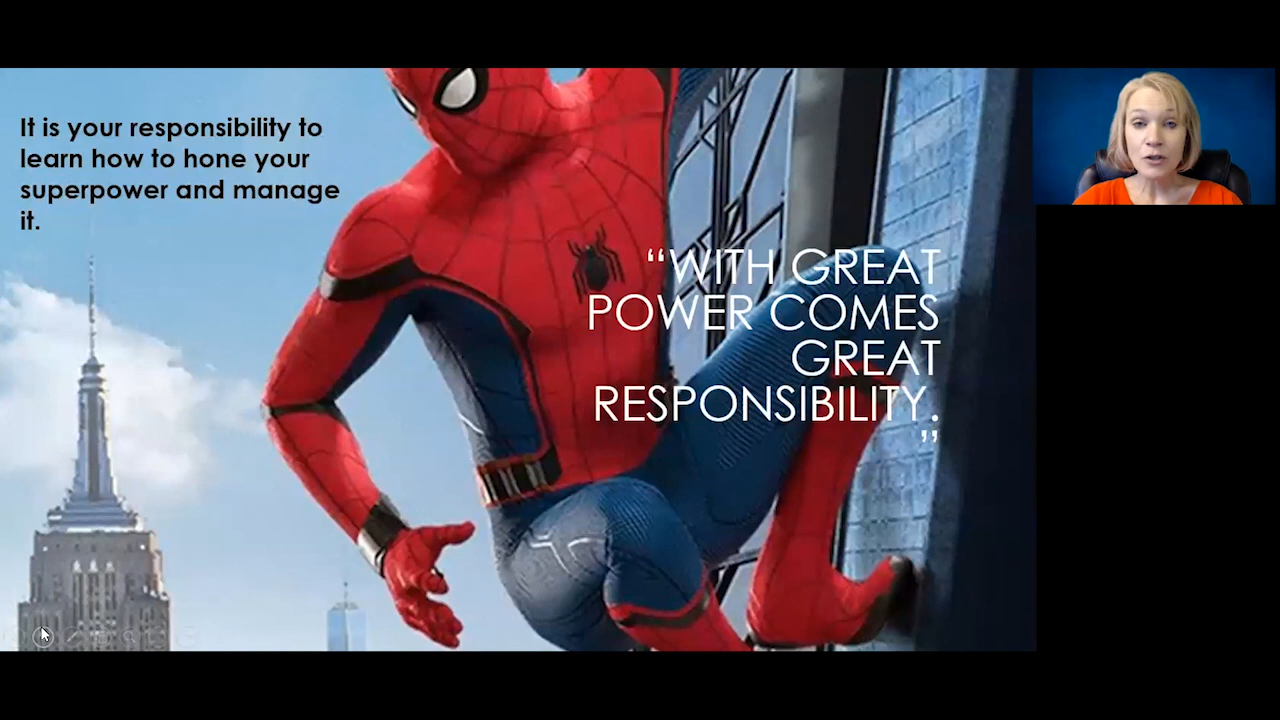 It is your responsibility to
learn how to hone your
superpower and manage
it.
“WITH GREAT
POWER COMES
GREAT
RESPONSIBILITY.
”